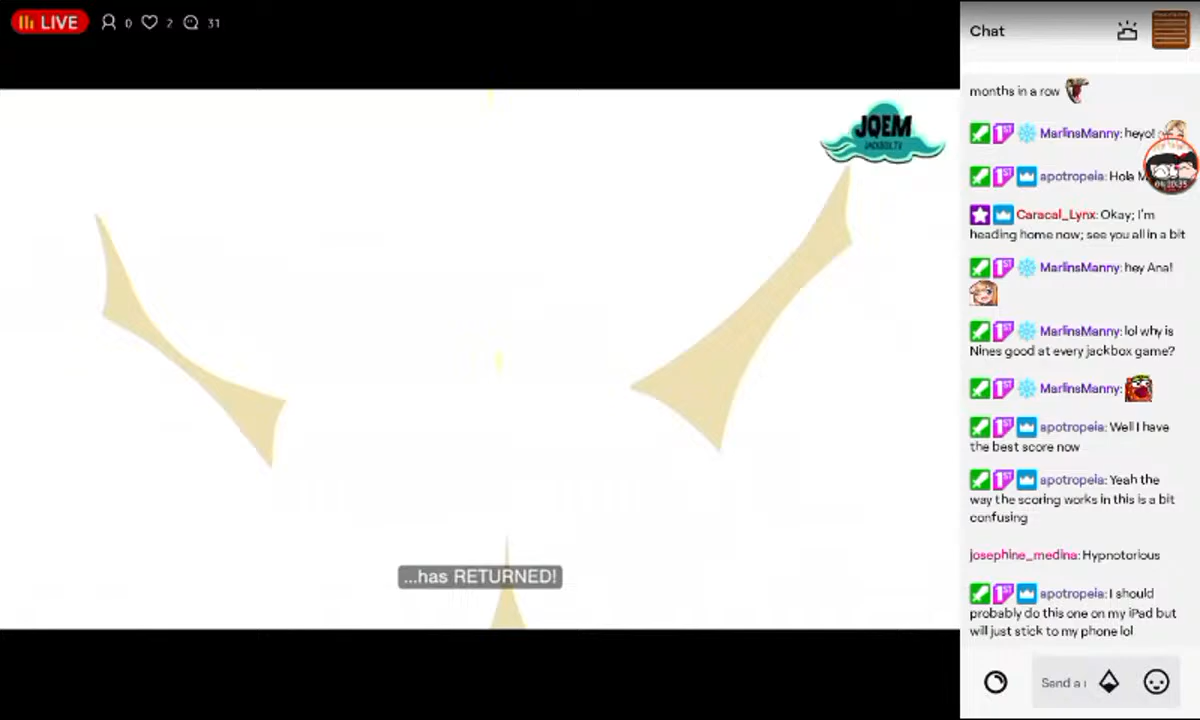 LIVE 0 2 31
JQEM
JACKBOX.TV
...has RETURNED!
Chat
months in a row
MarlinsManny: heyo!
apotropeia: Hola M
Caracal_Lynx: Okay; I'm
heading home now; see you all in a bit
MarlinsManny: hey Ana!
MarlinsManny: lol why is
Nines good at every jackbox game?
MarlinsManny:
apotropeia: Well I have
the best score now
apotropeia: Yeah the
way the scoring works in this is a bit
confusing
josephine_medina: Hypnotorious
apotropeia: I should
probably do this one on my iPad but
will just stick to my phone lol
Send a